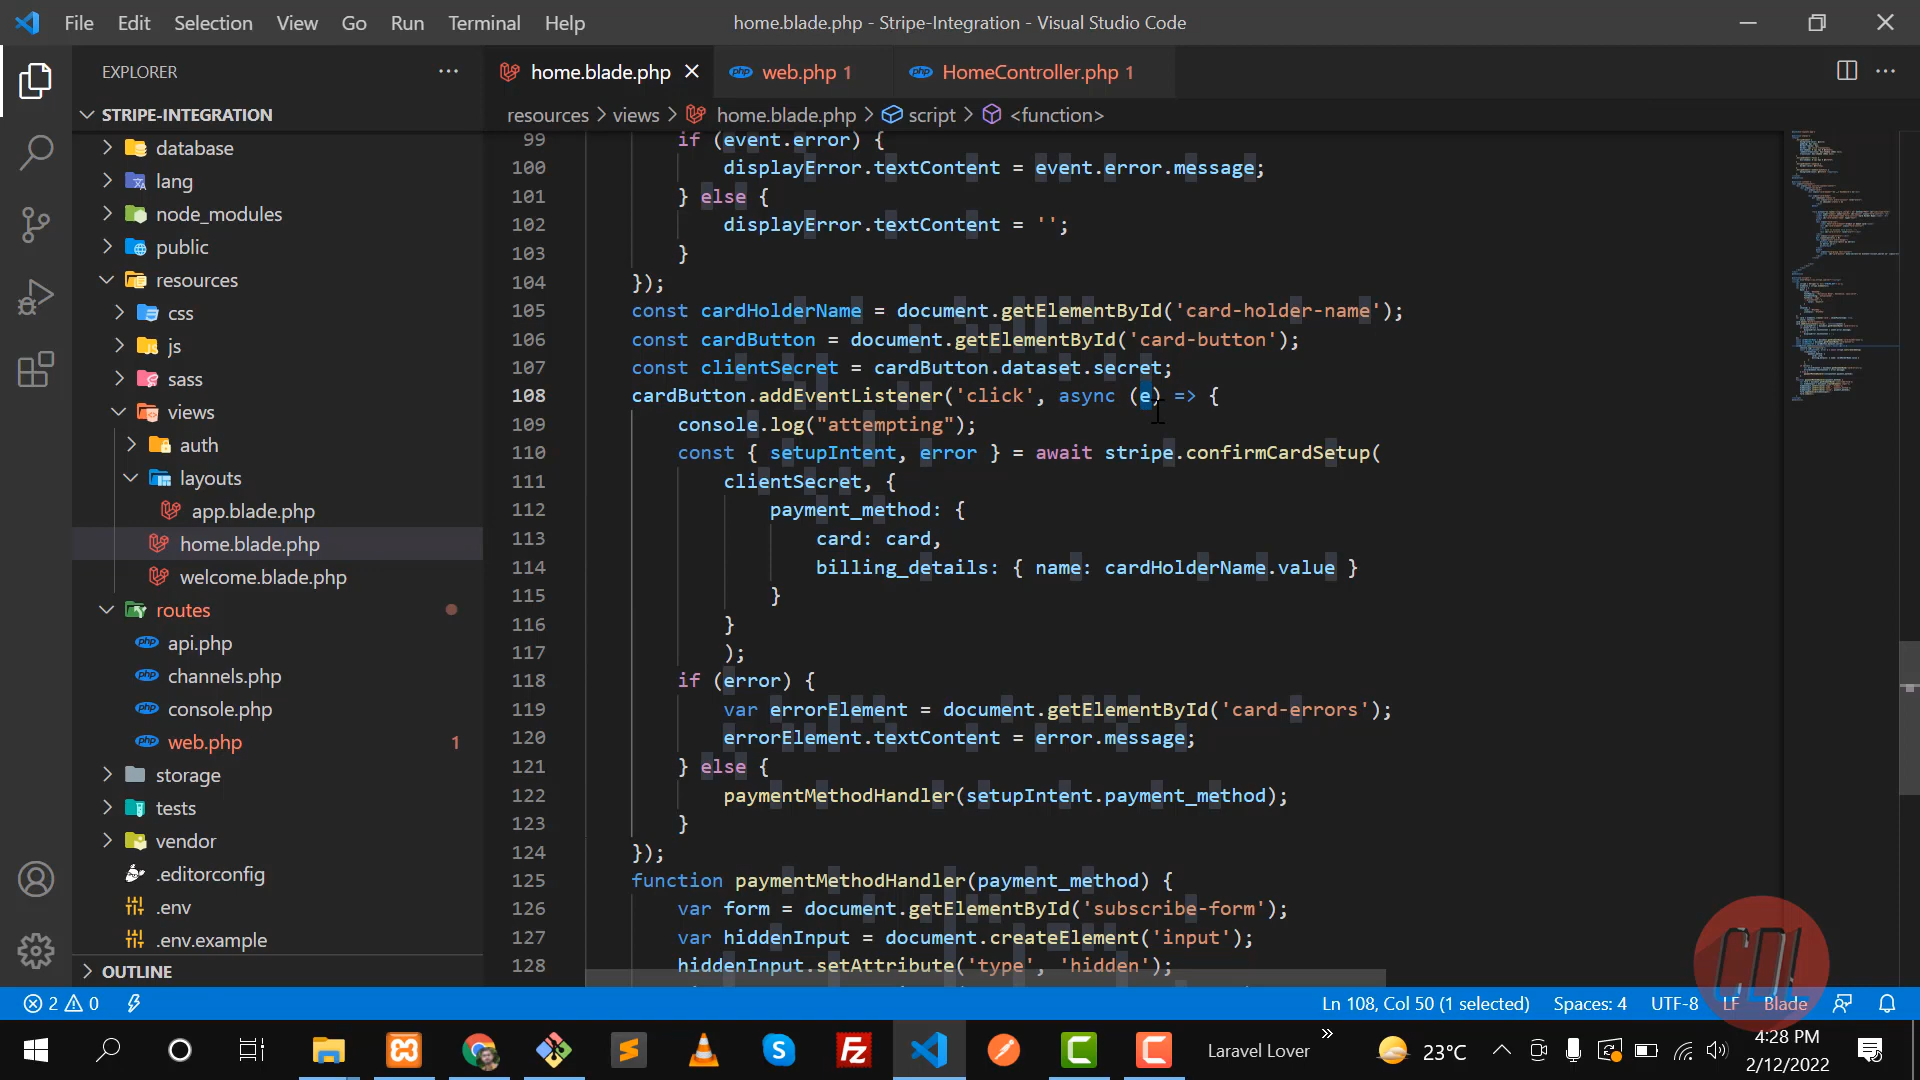 File Edit Selection View Go Run Terminal Help
home.blade.php - Stripe-Integration - Visual Studio Code
EXPLORER
home.blade.php
web.php 1
HomeController.php 1
STRIPE-INTEGRATION
resources > views > home.blade.php > script > <function>
database
lang
node_modules
public
resources
css
js
sass
views
auth
layouts
app.blade.php
home.blade.php
welcome.blade.php
routes
api.php
channels.php
console.php
web.php 1
storage
tests
vendor
.editorconfig
.env
.env.example
OUTLINE
99 if (event.error) {
100 displayError.textContent = event.error.message;
101 } else {
102 displayError.textContent = '';
103 }
104 });
105 const cardHolderName = document.getElementById('card-holder-name');
106 const cardButton = document.getElementById('card-button');
107 const clientSecret = cardButton.dataset.secret;
108 cardButton.addEventListener('click', async (e) => {
109 console.log("attempting");
110 const { setupIntent, error } = await stripe.confirmCardSetup(
111 clientSecret, {
112 payment_method: {
113 card: card,
114 billing_details: { name: cardHolderName.value }
115 }
116 }
117 );
118 if (error) {
119 var errorElement = document.getElementById('card-errors');
120 errorElement.textContent = error.message;
121 } else {
122 paymentMethodHandler(setupIntent.payment_method);
123 }
124 });
125 function paymentMethodHandler(payment_method) {
126 var form = document.getElementById('subscribe-form');
127 var hiddenInput = document.createElement('input');
128 hiddenInput.setAttribute('type', 'hidden');
2 0
Ln 108, Col 50 (1 selected) Spaces: 4 UTF-8 LF Blade
Laravel Lover
23°C
4:28 PM
2/12/2022